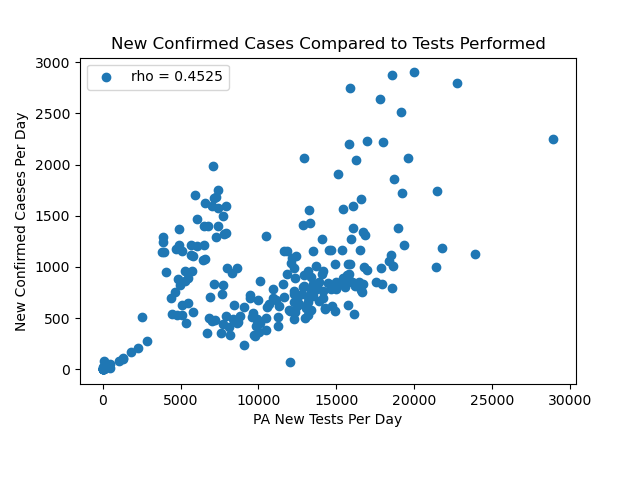 New Confirmed Cases Compared to Tests Performed
rho = 0.4525
3000
2500
2000
1500
1000
500
0
New Confirmed Caeses Per Day
0 5000 10000 15000 20000 25000 30000
PA New Tests Per Day